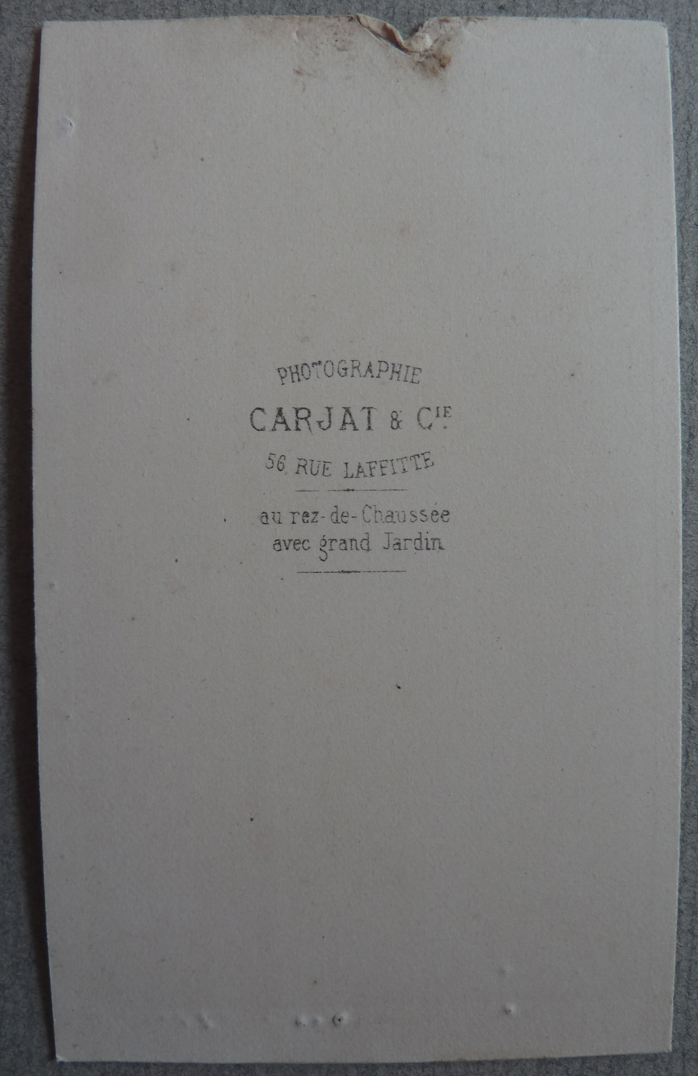 PHOTOGRAPHIE
CARJAT & CIE.
56, RUE LAFFITTE
au rez-de-Chaussée
avec grand Jardin